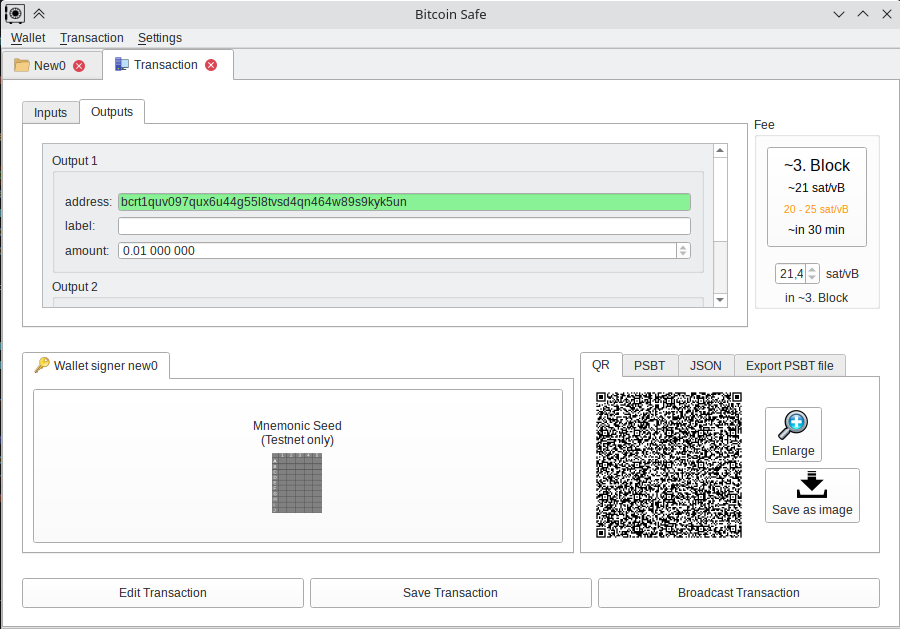 Bitcoin Safe
Wallet Transaction Settings
New0 Transaction
Inputs Outputs
Output 1
address: bcrt1quv097qux6u44g55l8tvsd4qn464w89s9kyk5un
label:
amount: 0.01 000 000
Output 2
Fee
~3. Block
~21 sat/vB
20 - 25 sat/vB
~in 30 min
21,4 sat/vB
in ~3. Block
Wallet signer new0
Mnemonic Seed
(Testnet only)
QR PSBT JSON Export PSBT file
Enlarge
Save as image
Edit Transaction Save Transaction Broadcast Transaction